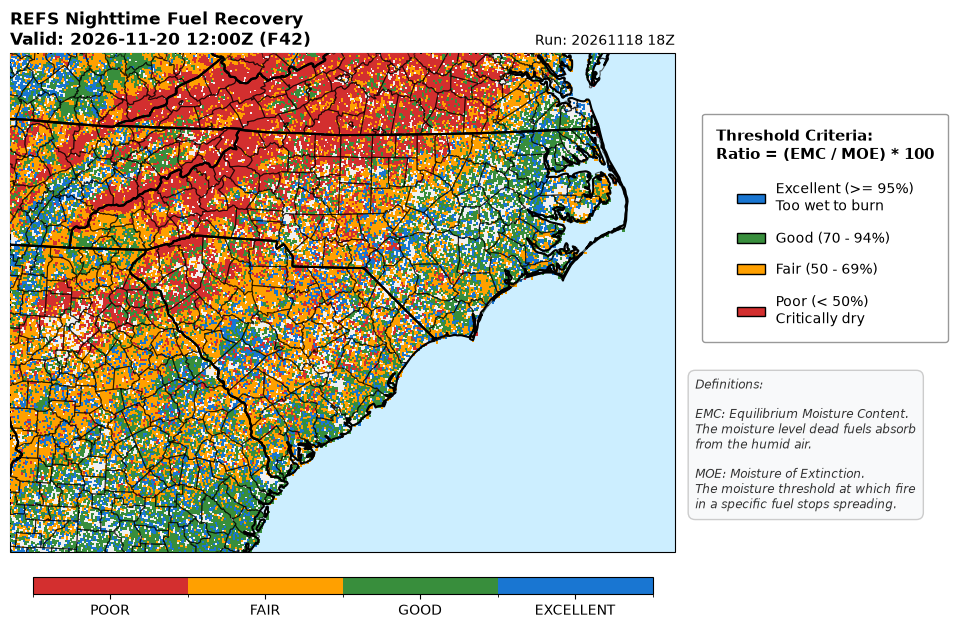 REFS Nighttime Fuel Recovery
Valid: 2026-11-20 12:00Z (F42)
Run: 20261118 18Z
Threshold Criteria:
Ratio = (EMC / MOE) * 100
Excellent (>= 95%)
Too wet to burn
Good (70 - 94%)
Fair (50 - 69%)
Poor (< 50%)
Critically dry
Definitions:
EMC: Equilibrium Moisture Content.
The moisture level dead fuels absorb
from the humid air.
MOE: Moisture of Extinction.
The moisture threshold at which fire
in a specific fuel stops spreading.
POOR
FAIR
GOOD
EXCELLENT